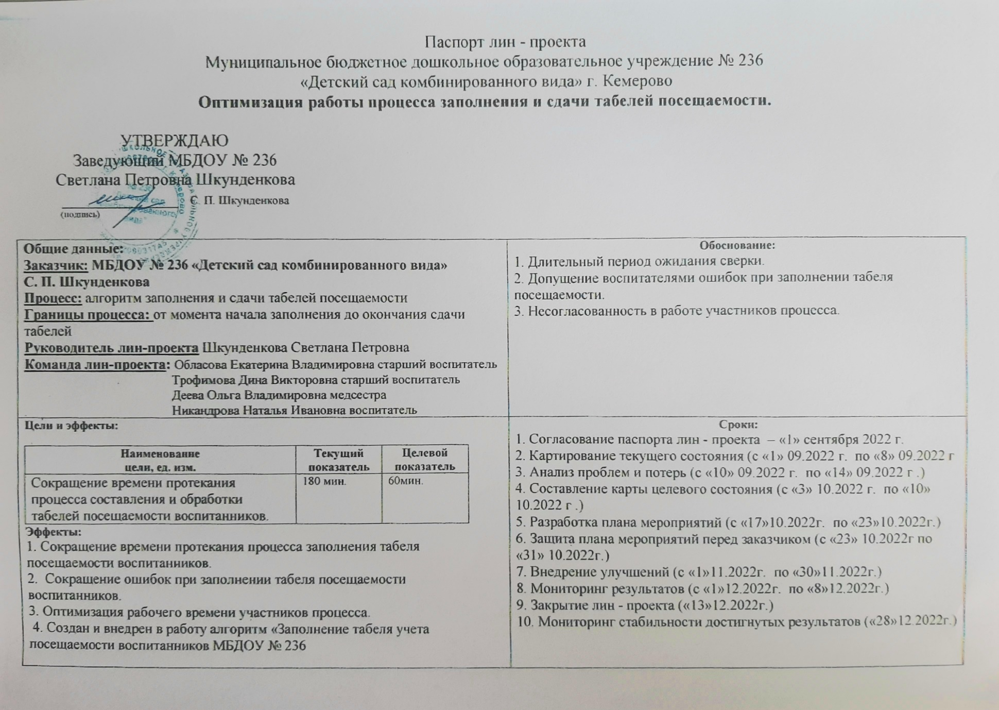 Паспорт лин - проекта
Муниципальное бюджетное дошкольное образовательное учреждение № 236
«Детский сад комбинированного вида» г. Кемерово
Оптимизация работы процесса заполнения и сдачи табелей посещаемости.
УТВЕРЖДАЮ
Заведующий МБДОУ № 236
Светлана Петровна Шкунденкова
С. П. Шкунденкова
(подпись)
Общие данные:
Заказчик: МБДОУ № 236 «Детский сад комбинированного вида»
С. П. Шкунденкова
Процесс: алгоритм заполнения и сдачи табелей посещаемости
Границы процесса: от момента начала заполнения до окончания сдачи
табелей
Руководитель лин-проекта Шкунденкова Светлана Петровна
Команда лин-проекта: Обласова Екатерина Владимировна старший воспитатель
Трофимова Дина Викторовна старший воспитатель
Деева Ольга Владимировна медсестра
Никандрова Наталья Ивановна воспитатель
Обоснование:
1. Длительный период ожидания сверки.
2. Допущение воспитателями ошибок при заполнении табеля
посещаемости.
3. Несогласованность в работе участников процесса.
Цели и эффекты:
Наименование
цели, ед. изм.
Текущий
показатель
Целевой
показатель
Сокращение времени протекания
процесса составления и обработки
табелей посещаемости воспитанников.
180 мин.
60мин.
Эффекты:
1. Сокращение времени протекания процесса заполнения табеля
посещаемости воспитанников.
2. Сокращение ошибок при заполнении табеля посещаемости
воспитанников.
3. Оптимизация рабочего времени участников процесса.
4. Создан и внедрен в работу алгоритм «Заполнение табеля учета
посещаемости воспитанников МБДОУ № 236
Сроки:
1. Согласование паспорта лин - проекта – «1» сентября 2022 г.
2. Картирование текущего состояния (с «1» 09.2022 г. по «8» 09.2022 г
3. Анализ проблем и потерь (с «10» 09.2022 г. по «14» 09.2022 г .)
4. Составление карты целевого состояния (с «3» 10.2022 г. по «10»
10.2022 г .)
5. Разработка плана мероприятий (с «17»10.2022г. по «23»10.2022г.)
6. Защита плана мероприятий перед заказчиком (с «23» 10.2022г по
«31» 10.2022г.)
7. Внедрение улучшений (с «1»11.2022г. по «30»11.2022г.)
8. Мониторинг результатов (с «1»12.2022г. по «8»12.2022г.)
9. Закрытие лин - проекта («13»12.2022г.)
10. Мониторинг стабильности достигнутых результатов («28»12.2022г.)